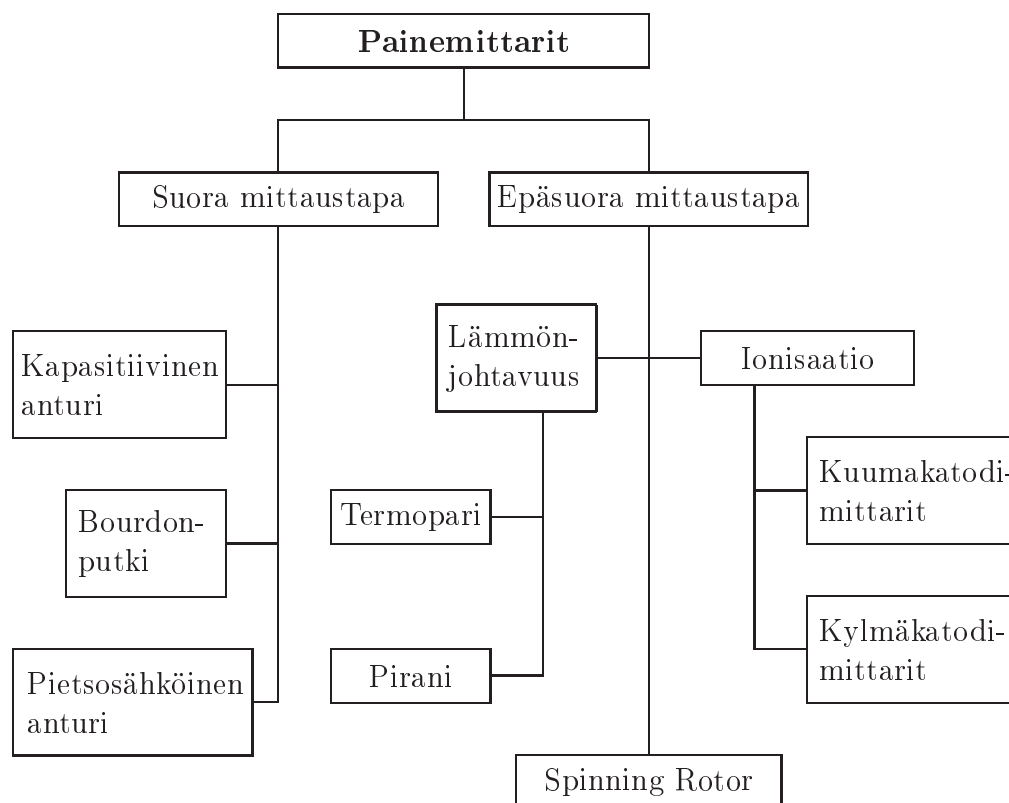 Painemittarit
Suora mittaustapa
Epäsuora mittaustapa
Kapasitiivinen
anturi
Bourdon-
putki
Pietsosähköinen
anturi
Lämmön-
johtavuus
Termopari
Pirani
Ionisaatio
Kuumakatodi-
mittarit
Kylmäkatodi-
mittarit
Spinning Rotor